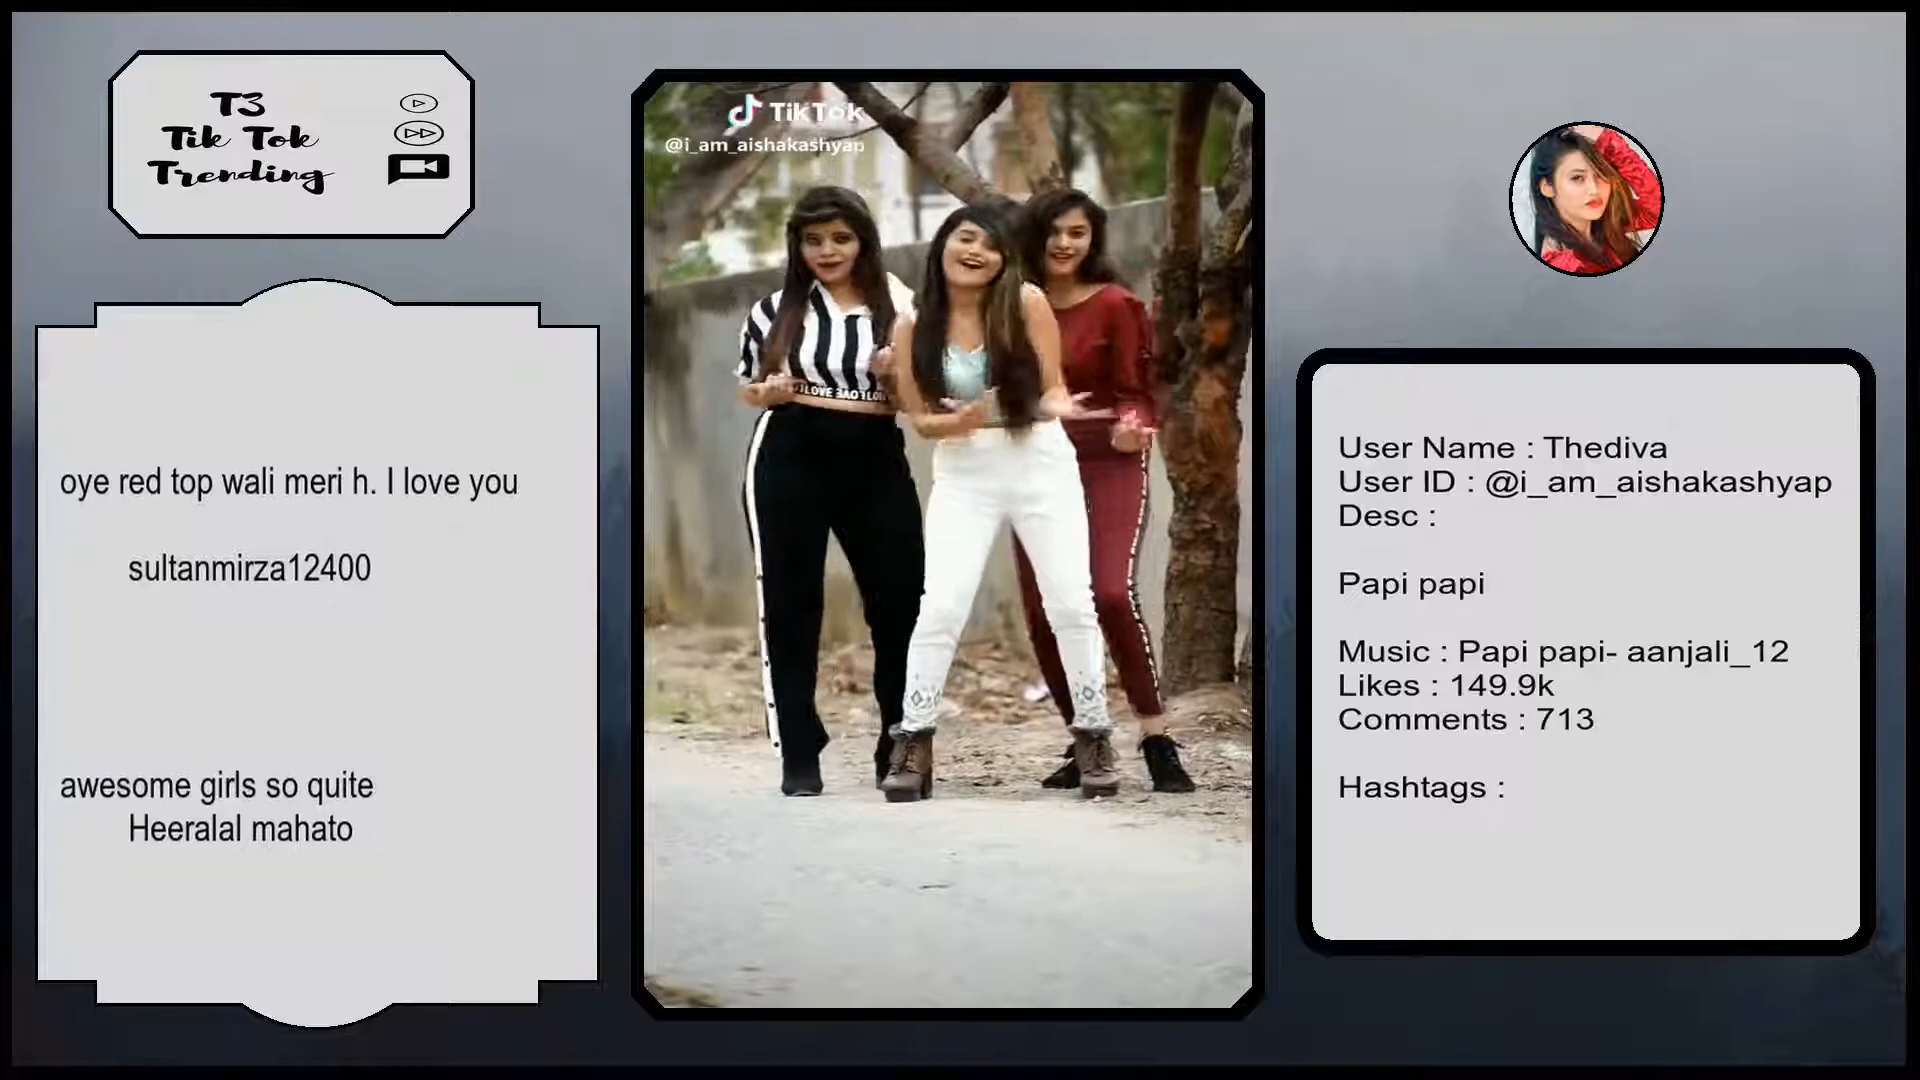 T3
Tik Tok
Trending
oye red top wali meri h. I love you
sultanmirza12400
awesome girls so quite
Heeralal mahato
TikTok
@i_am_aishakashyap
User Name : Thediva
User ID : @i_am_aishakashyap
Desc :
Papi papi
Music : Papi papi- aanjali_12
Likes : 149.9k
Comments : 713
Hashtags :